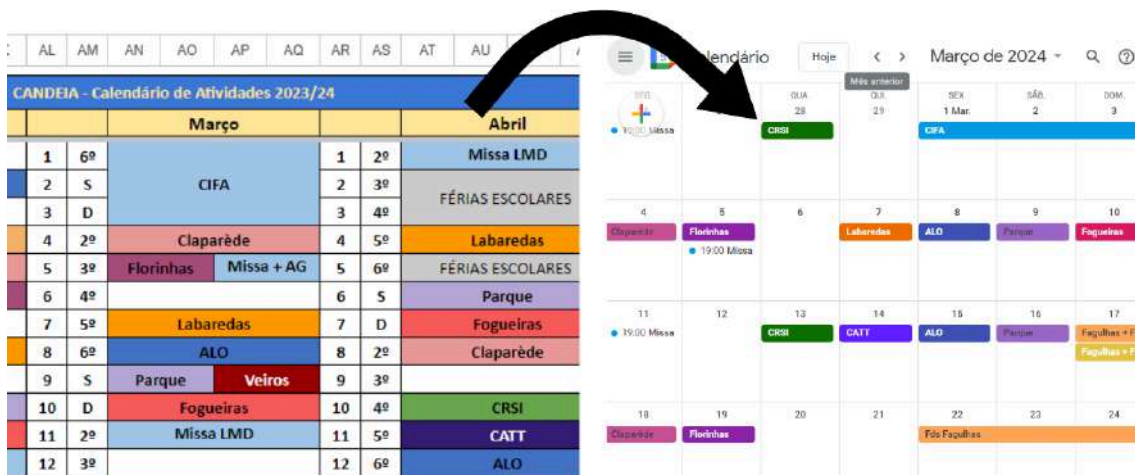 AL AM AN AO AP AQ AR AS AT AU
CANDEIA - Calendário de Atividades 2023/24
Março Abril
1 6º CIFA 1 2º Missa LMD
2 S 2 3º FÉRIAS ESCOLARES
3 D 3 4º
4 2º Claparède 4 5º Labaredas
5 3º Florinhas Missa + AG 5 6º FÉRIAS ESCOLARES
6 4º 6 S Parque
7 5º Labaredas 7 D Fogueiras
8 6º ALO 8 2º Claparède
9 S Parque Veiros 9 3º
10 D Fogueiras 10 4º CRSI
11 2º Missa LMD 11 5º CATT
12 3º 12 6º ALO
Hoje < > Março de 2024
Mês anterior
SEG. QUA. QUI. SEX. SÁB. DOM.
28 29 1 Mar. 2 3
19:00 Missa CRSI CIFA
4 5 6 7 8 9 10
Claparède Florinhas Labaredas ALO Parque Fogueiras
19:00 Missa
11 12 13 14 15 16 17
19:00 Missa CRSI CATT ALO Parque Fagulhas + F
Fagulhas + F
18 19 20 21 22 23 24
Claparède Florinhas Fds Fagulhas